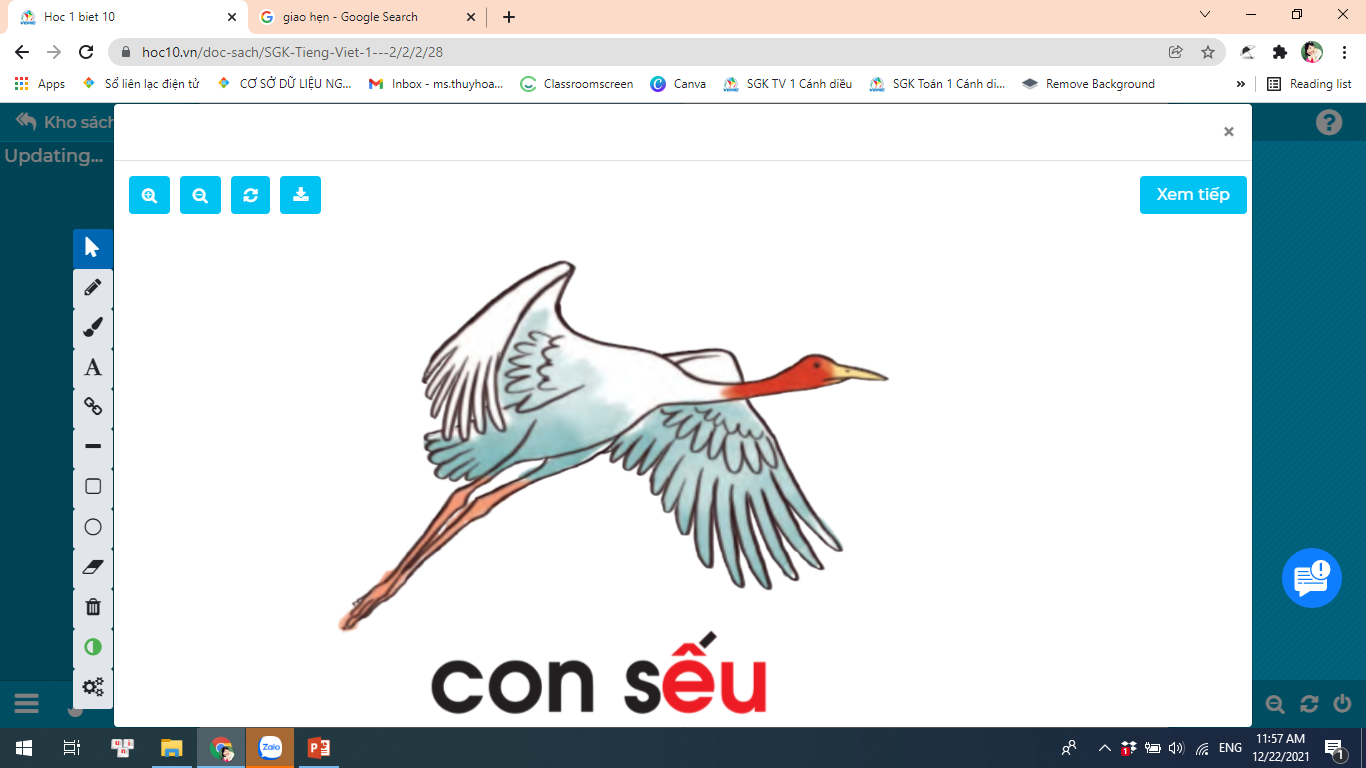 Hoc 1 biet 10
giao hẹn - Google Search
hoc10.vn/doc-sach/SGK-Tieng-Viet-1---2/2/2/28
Apps Sổ liên lạc điện tử CƠ SỞ DỮ LIỆU NG... Inbox - ms.thuyhoa... Classroomscreen Canva SGK TV 1 Cánh diều SGK Toán 1 Cánh di... Remove Background » Reading list
Kho sách
Updating...
Xem tiếp
A
con sếu
Zalo
ENG
11:57 AM
12/22/2021
1